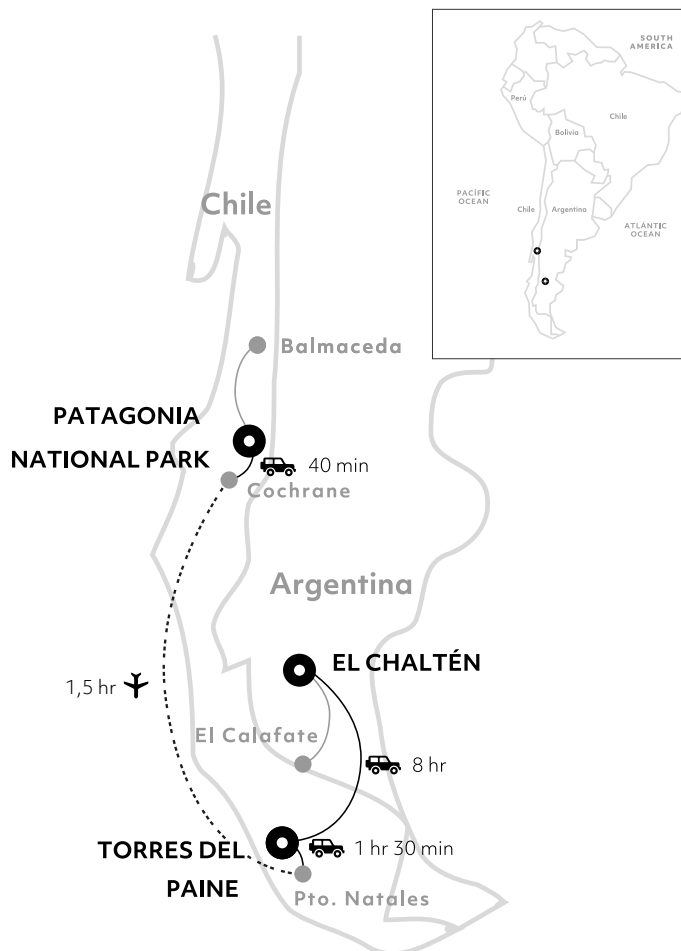 SOUTH
AMERICA
Perú
Chile
Bolivia
PACÍFIC
OCEAN
Chile
Argentina
ATLÁNTIC
OCEAN
Chile
Balmaceda
PATAGONIA
NATIONAL PARK
40 min
Cochrane
Argentina
EL CHALTÉN
1,5 hr
El Calafate
8 hr
TORRES DEL
PAINE
1 hr 30 min
Pto. Natales